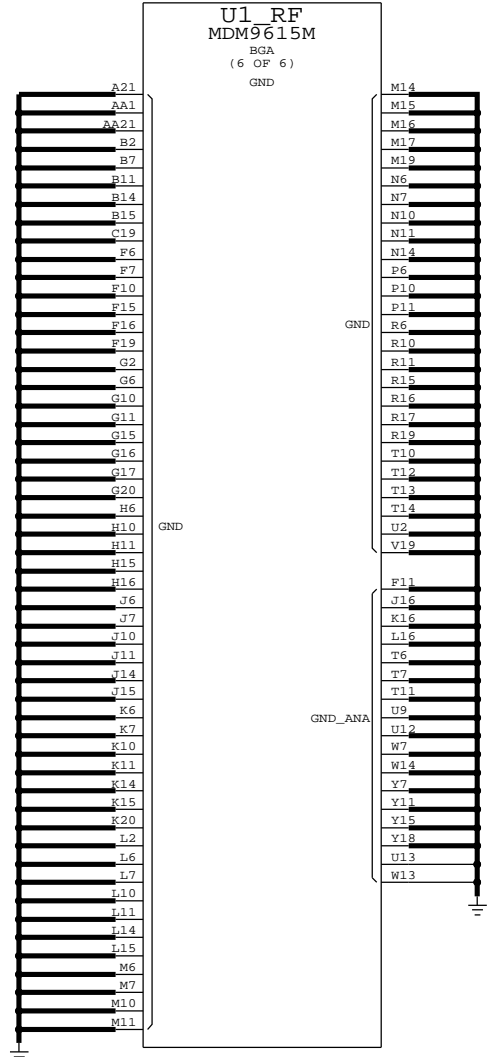 U1_RF
MDM9615M
BGA
(6 OF 6)
GND
A21
AA1
AA21
B2
B7
B11
B14
B15
C19
F6
F7
F10
F15
F16
F19
G2
G6
G10
G11
G15
G16
G17
G20
H6
H10
H11
H15
H16
J6
J7
J10
J11
J14
J15
K6
K7
K10
K11
K14
K15
K20
L2
L6
L7
L10
L11
L14
L15
M6
M7
M10
M11
GND
M14
M15
M16
M17
M19
N6
N7
N10
N11
N14
P6
P10
P11
R6
R10
R11
R15
R16
R17
R19
T10
T12
T13
T14
U2
V19
GND
F11
J16
K16
L16
T6
T7
T11
U9
U12
W7
W14
Y7
Y11
Y15
Y18
U13
W13
GND_ANA